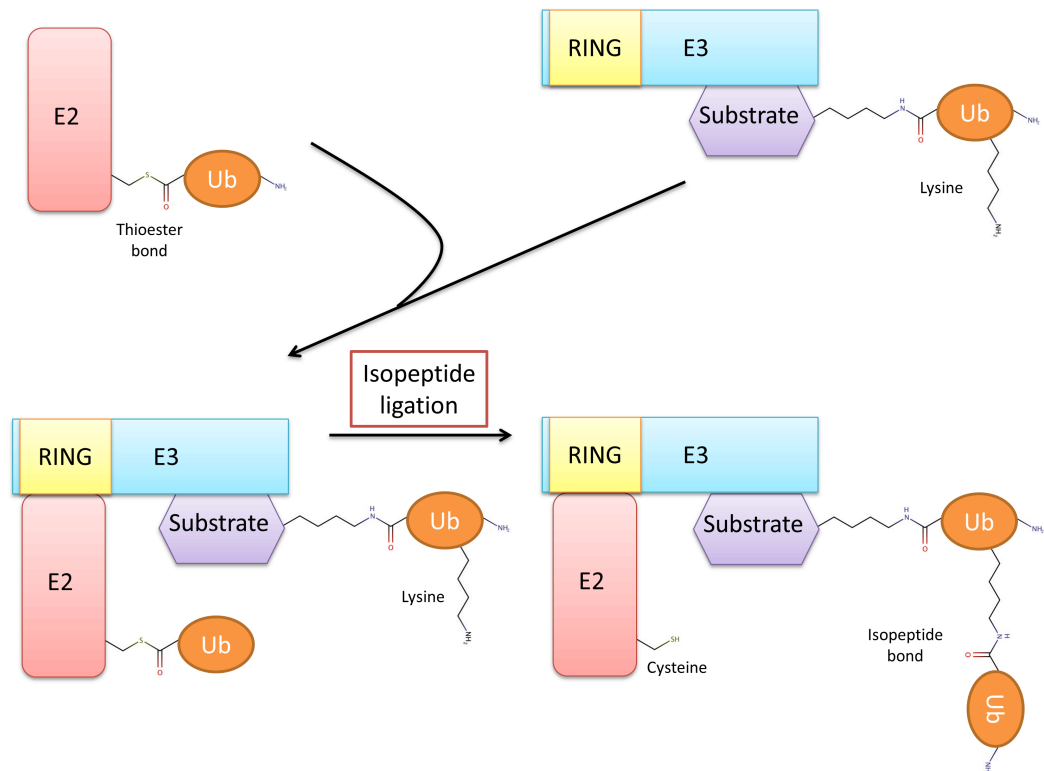 RING E3
E2
Substrate
H
N
Ub
NH2
O
S
Ub
NH2
O
Thioester
bond
Lysine
NH2
Isopeptide
ligation
RING E3
RING E3
Substrate
H
N
Ub
NH2
O
Substrate
H
N
Ub
NH2
O
E2
Lysine
NH2
E2
S
Ub
O
SH
Cysteine
Isopeptide
bond
N
H
O
Ub
NH